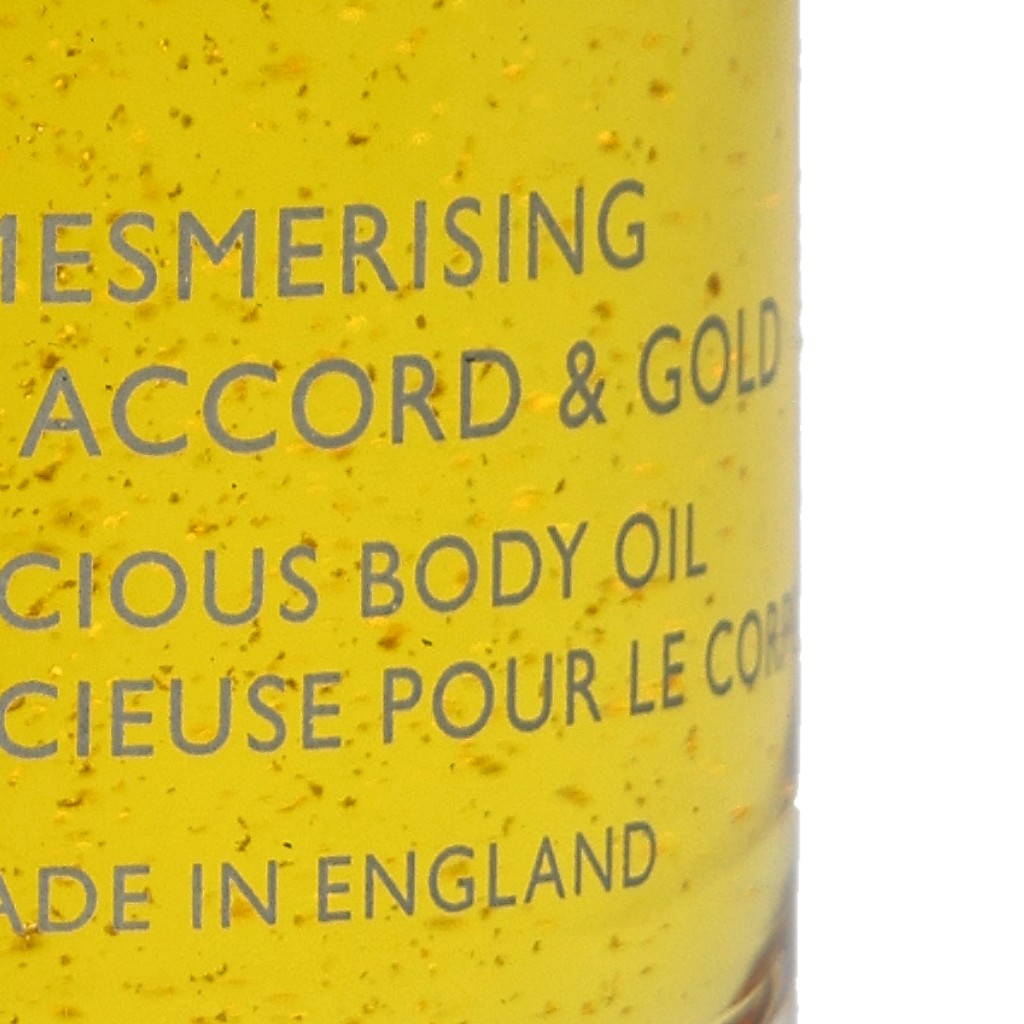 MESMERISING
ACCORD & GOLD
CIOUS BODY OIL
CIEUSE POUR LE CORP
ADE IN ENGLAND